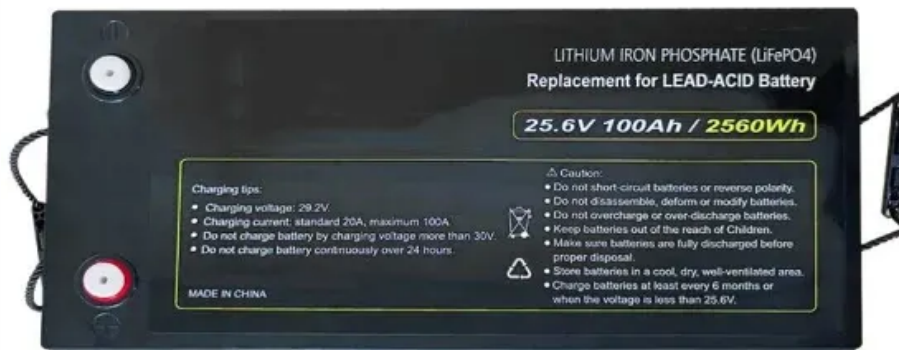 LITHIUM IRON PHOSPHATE (LiFePO4)
Replacement for LEAD-ACID Battery
25.6V 100Ah / 2560Wh
Charging tips:
• Charging voltage: 29.2V.
• Charging current: standard 20A, maximum 100A
• Do not charge battery by charging voltage more than 30V.
• Do not charge battery continuously over 24 hours.
MADE IN CHINA
⚠ Caution:
• Do not short-circuit batteries or reverse polarity.
• Do not disassemble, deform or modify batteries.
• Do not overcharge or over-discharge batteries.
• Keep batteries out of the reach of Children.
• Make sure batteries are fully discharged before
proper disposal.
• Store batteries in a cool, dry, well-ventilated area.
• Charge batteries at least every 6 months or
when the voltage is less than 25.6V.